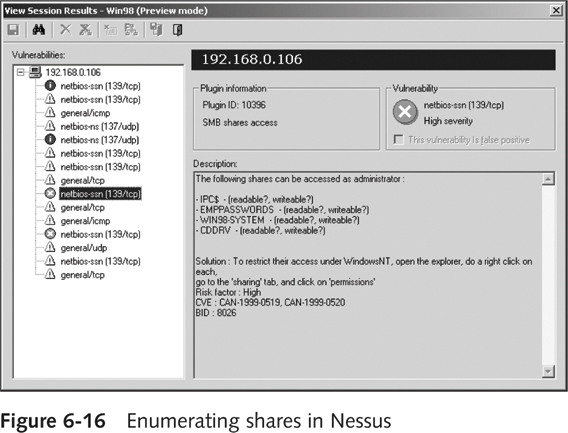 View Session Results - Win98 (Preview mode)
Vulnerabilities:
192.168.0.106
netbios-ssn (139/tcp)
netbios-ssn (139/tcp)
general/icmp
netbios-ns (137/udp)
netbios-ns (137/udp)
netbios-ssn (139/tcp)
netbios-ssn (139/tcp)
general/tcp
netbios-ssn (139/tcp)
general/tcp
general/icmp
netbios-ssn (139/tcp)
general/udp
netbios-ssn (139/tcp)
general/tcp
192.168.0.106
Plugin information
Plugin ID: 10396
SMB shares access
Vulnerability
netbios-ssn (139/tcp)
High severity
This vulnerability Is false positive
Description:
The following shares can be accessed as administrator :
- IPC$ - (readable?, writeable?)
- EMPPASSWORDS - (readable?, writeable?)
- WIN98-SYSTEM - (readable?, writeable?)
- CDDRV - (readable?, writeable?)
Solution : To restrict their access under WindowsNT, open the explorer, do a right click on
each,
go to the 'sharing' tab, and click on 'permissions'
Risk factor : High
CVE : CAN-1999-0519, CAN-1999-0520
BID : 8026
Figure 6-16 Enumerating shares in Nessus